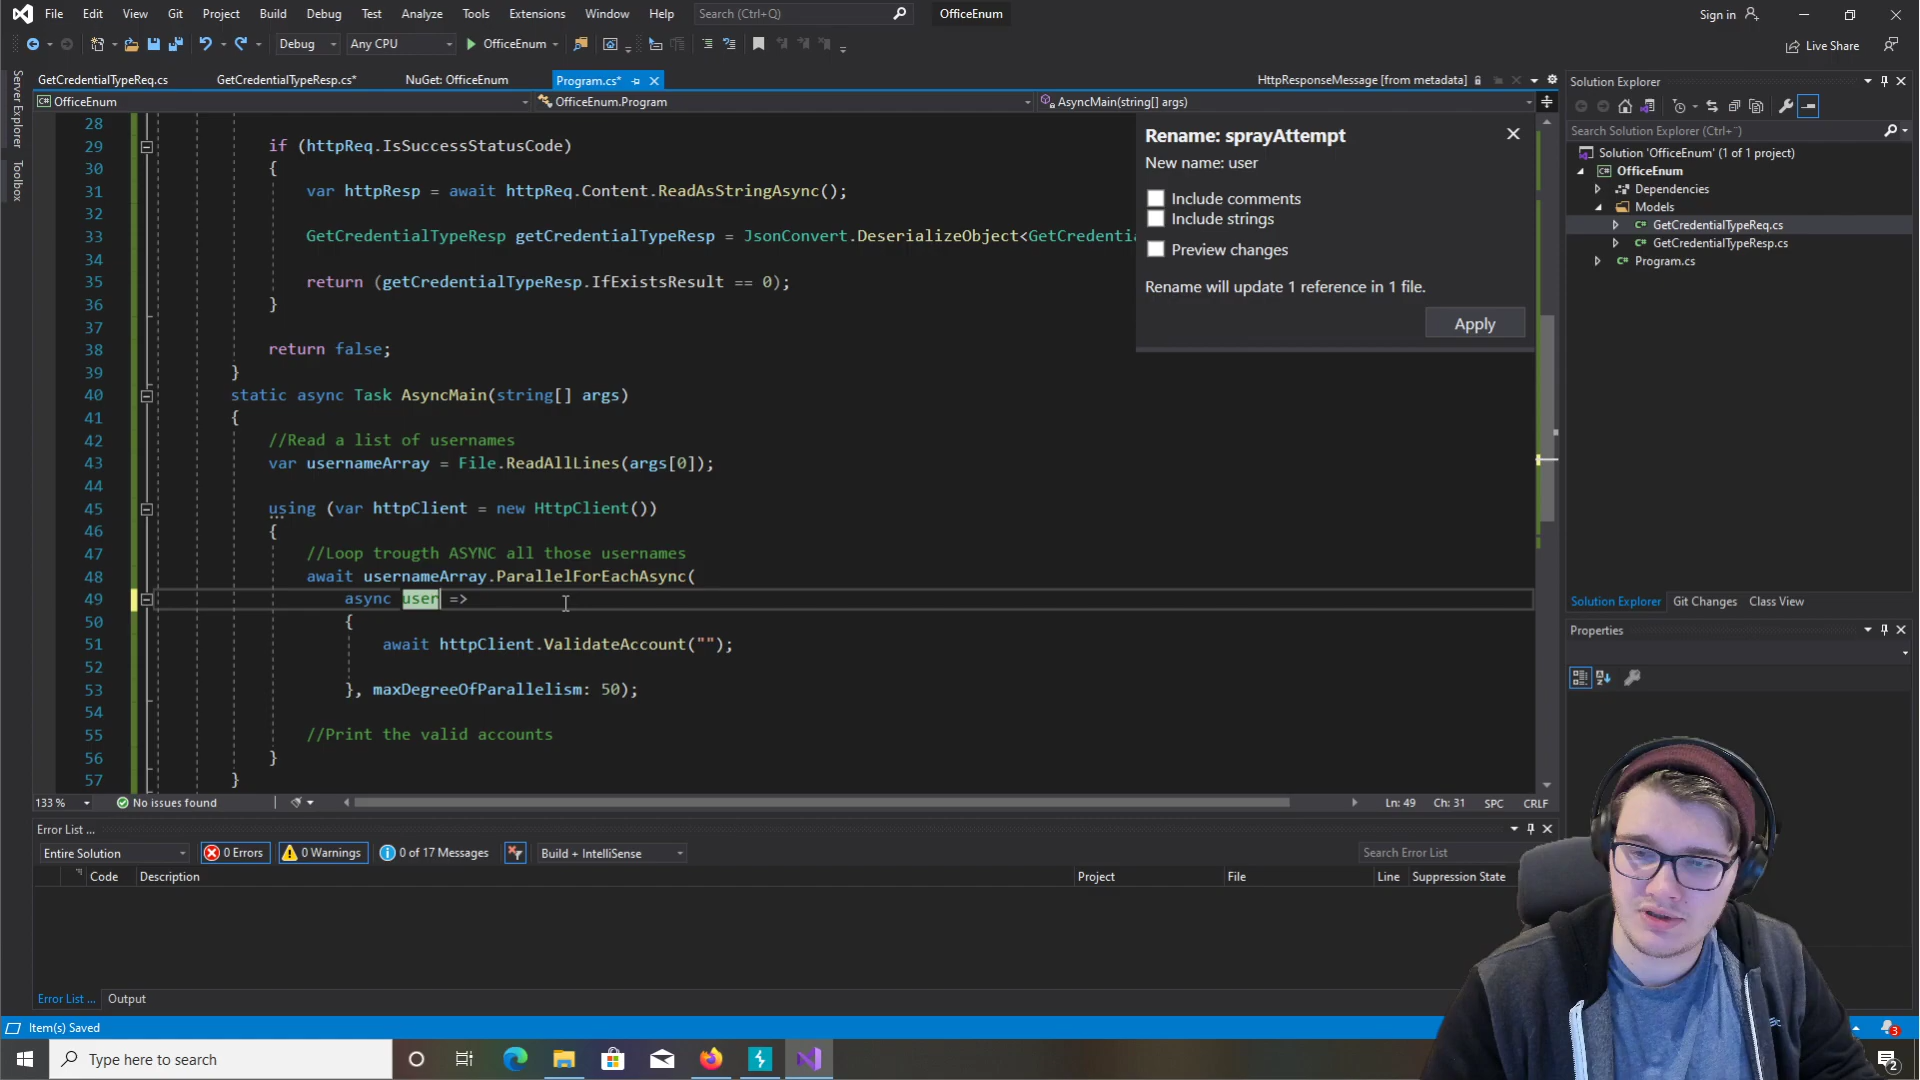 File Edit View Git Project Build Debug Test Analyze Tools Extensions Window Help Search (Ctrl+Q) OfficeEnum Sign in
Debug Any CPU OfficeEnum Live Share
GetCredentialTypeReq.cs GetCredentialTypeResp.cs* NuGet: OfficeEnum Program.cs* HttpResponseMessage [from metadata]
OfficeEnum OfficeEnum.Program AsyncMain(string[] args)
28
29 if (httpReq.IsSuccessStatusCode)
30 {
31 var httpResp = await httpReq.Content.ReadAsStringAsync();
32
33 GetCredentialTypeResp getCredentialTypeResp = JsonConvert.DeserializeObject<GetCredentia
34
35 return (getCredentialTypeResp.IfExistsResult == 0);
36 }
37
38 return false;
39 }
40 static async Task AsyncMain(string[] args)
41 {
42 //Read a list of usernames
43 var usernameArray = File.ReadAllLines(args[0]);
44
45 using (var httpClient = new HttpClient())
46 {
47 //Loop trougth ASYNC all those usernames
48 await usernameArray.ParallelForEachAsync(
49 async user =>
50 {
51 await httpClient.ValidateAccount("");
52
53 }, maxDegreeOfParallelism: 50);
54
55 //Print the valid accounts
56 }
57 }
Rename: sprayAttempt
New name: user
Include comments
Include strings
Preview changes
Rename will update 1 reference in 1 file.
Apply
133 % No issues found Ln: 49 Ch: 31 SPC CRLF
Server Explorer
Toolbox
Solution Explorer
Search Solution Explorer (Ctrl+¨)
Solution 'OfficeEnum' (1 of 1 project)
OfficeEnum
Dependencies
Models
GetCredentialTypeReq.cs
GetCredentialTypeResp.cs
Program.cs
Solution Explorer Git Changes Class View
Properties
Error List ...
Entire Solution 0 Errors 0 Warnings 0 of 17 Messages Build + IntelliSense Search Error List
Code Description Project File Line Suppression State
Error List ... Output
Item(s) Saved 3
Type here to search 2